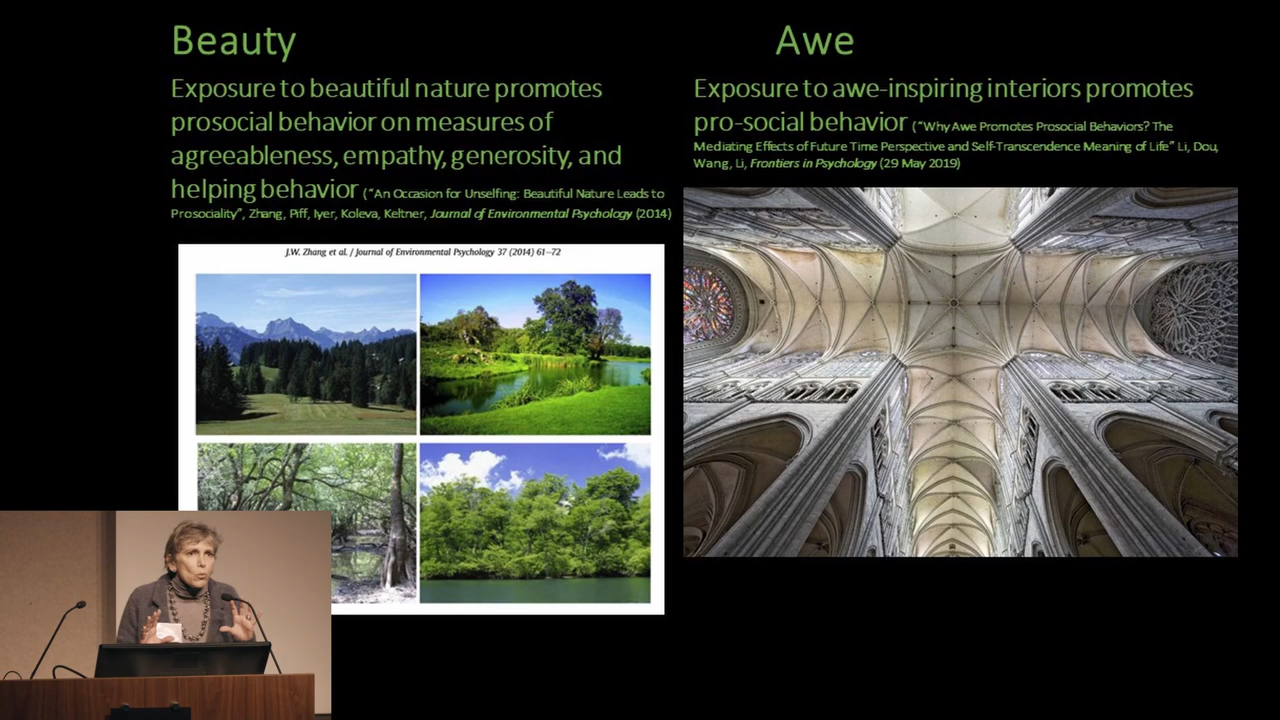 Beauty
Exposure to beautiful nature promotes
prosocial behavior on measures of
agreeableness, empathy, generosity, and
helping behavior ("An Occasion for Unselfing: Beautiful Nature Leads to
Prosociality", Zhang, Piff, Iyer, Koleva, Keltner, Journal of Environmental Psychology (2014)
J.W. Zhang et al. / Journal of Environmental Psychology 37 (2014) 61–72
Awe
Exposure to awe-inspiring interiors promotes
pro-social behavior ("Why Awe Promotes Prosocial Behaviors? The
Mediating Effects of Future Time Perspective and Self-Transcendence Meaning of Life" Li, Dou,
Wang, Li, Frontiers in Psychology (29 May 2019)